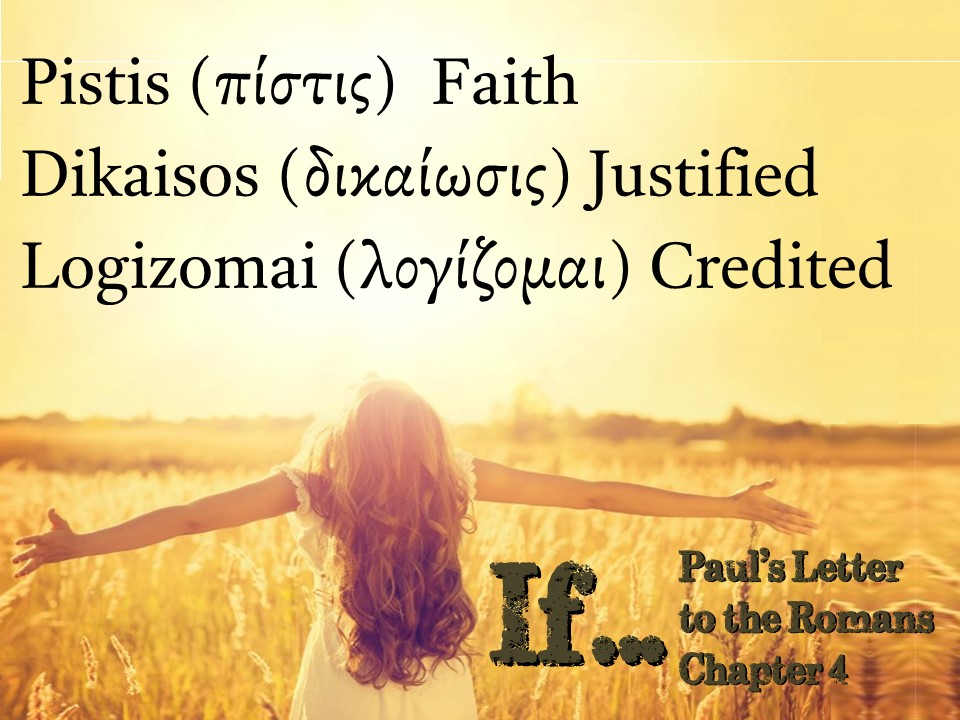 Pistis (πίστις) Faith
Dikaisos (δικαίωσις) Justified
Logizomai (λογίζομαι) Credited
If...
Paul's Letter
to the Romans
Chapter 4